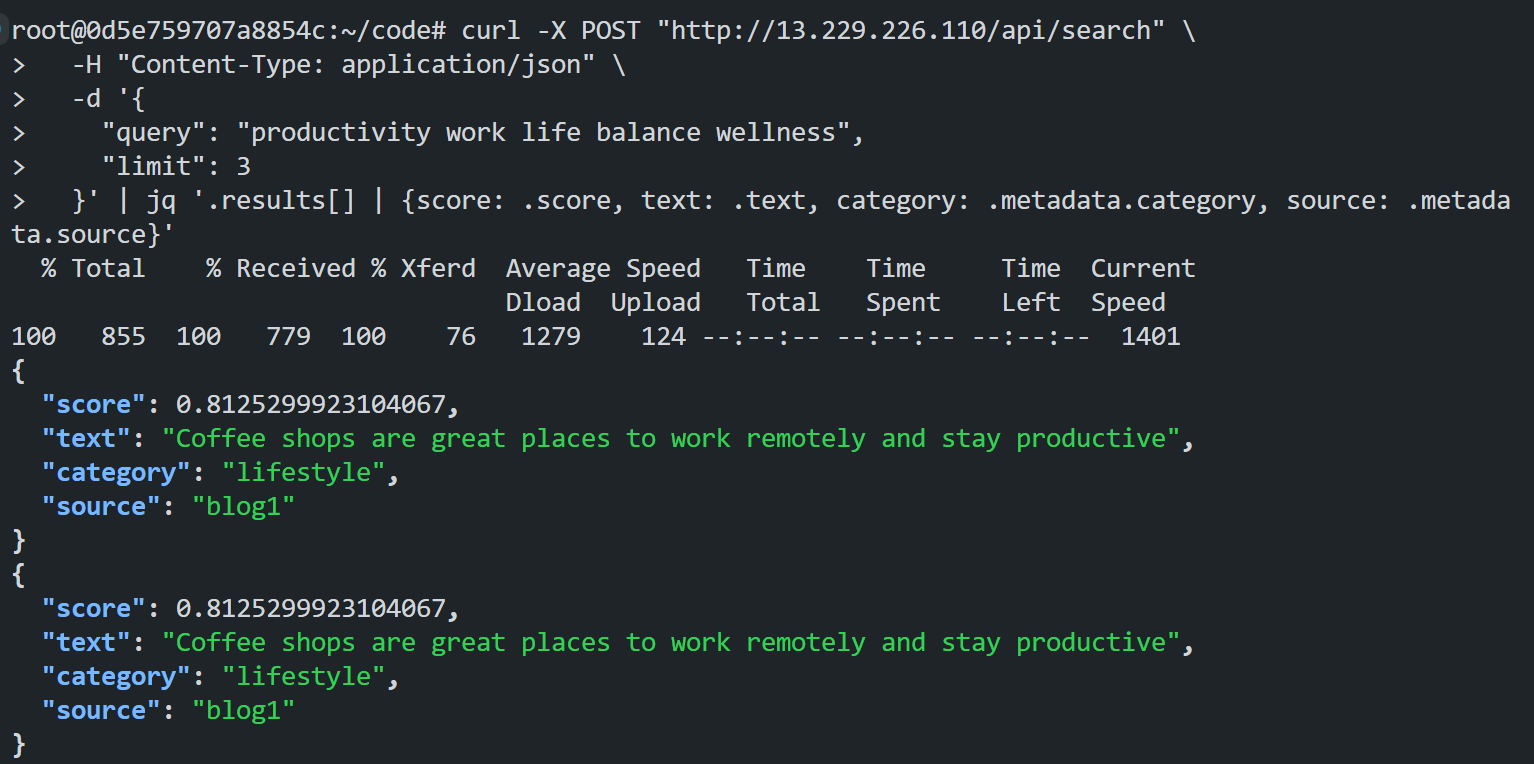 root@0d5e759707a8854c:~/code# curl -X POST "http://13.229.226.110/api/search" \
>   -H "Content-Type: application/json" \
>   -d '{
>     "query": "productivity work life balance wellness",
>     "limit": 3
>   }' | jq '.results[] | {score: .score, text: .text, category: .metadata.category, source: .metada
ta.source}'
  % Total    % Received % Xferd  Average Speed   Time    Time     Time  Current
                                 Dload  Upload   Total   Spent    Left  Speed
100   855  100   779  100    76   1279    124 --:--:-- --:--:-- --:--:--  1401
{
  "score": 0.8125299923104067,
  "text": "Coffee shops are great places to work remotely and stay productive",
  "category": "lifestyle",
  "source": "blog1"
}
{
  "score": 0.8125299923104067,
  "text": "Coffee shops are great places to work remotely and stay productive",
  "category": "lifestyle",
  "source": "blog1"
}